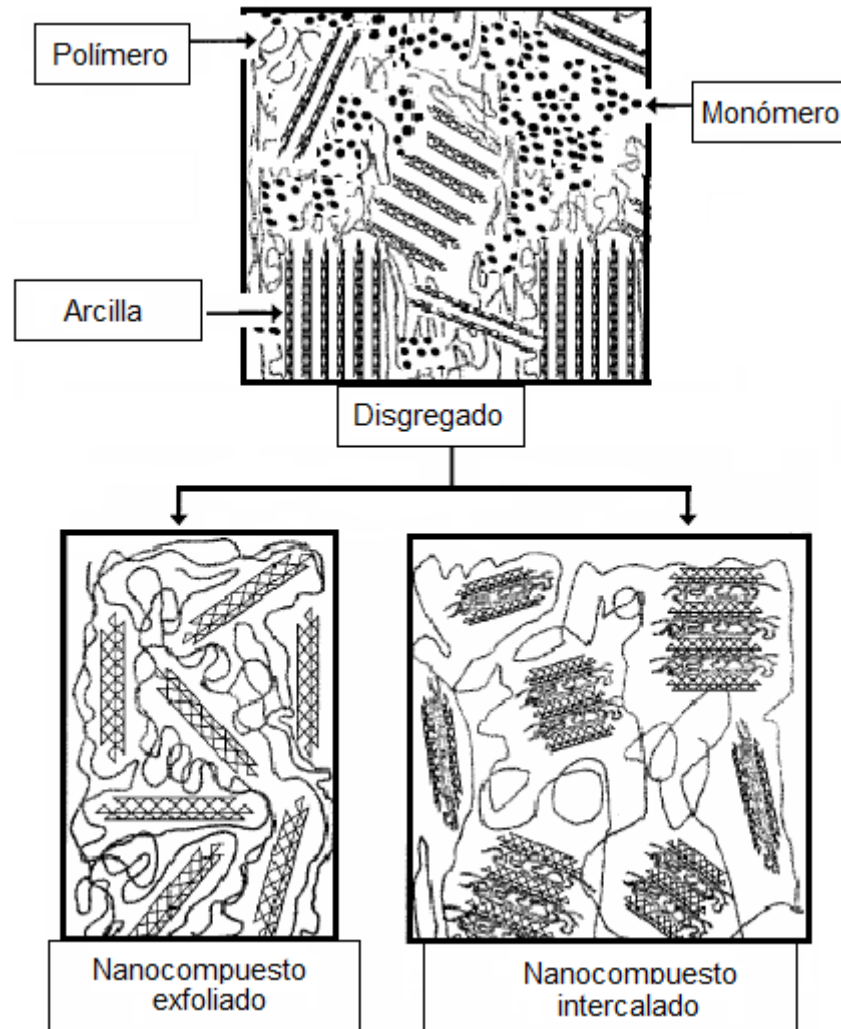 Polímero
Monómero
Arcilla
Disgregado
Nanocompuesto
exfoliado
Nanocompuesto
intercalado